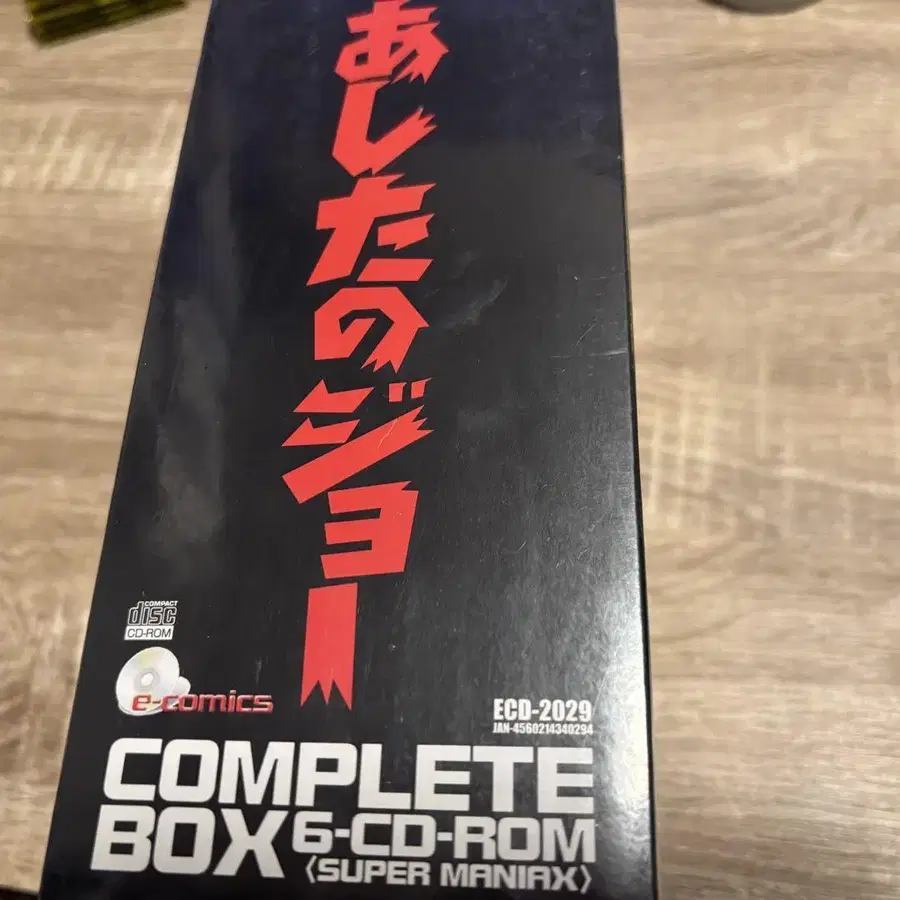 あしたのジョー
COMPACT
disc
CD-ROM
e-comics
ECD-2029
JAN-4560214340294
COMPLETE
BOX 6-CD-ROM
〈SUPER MANIAX〉